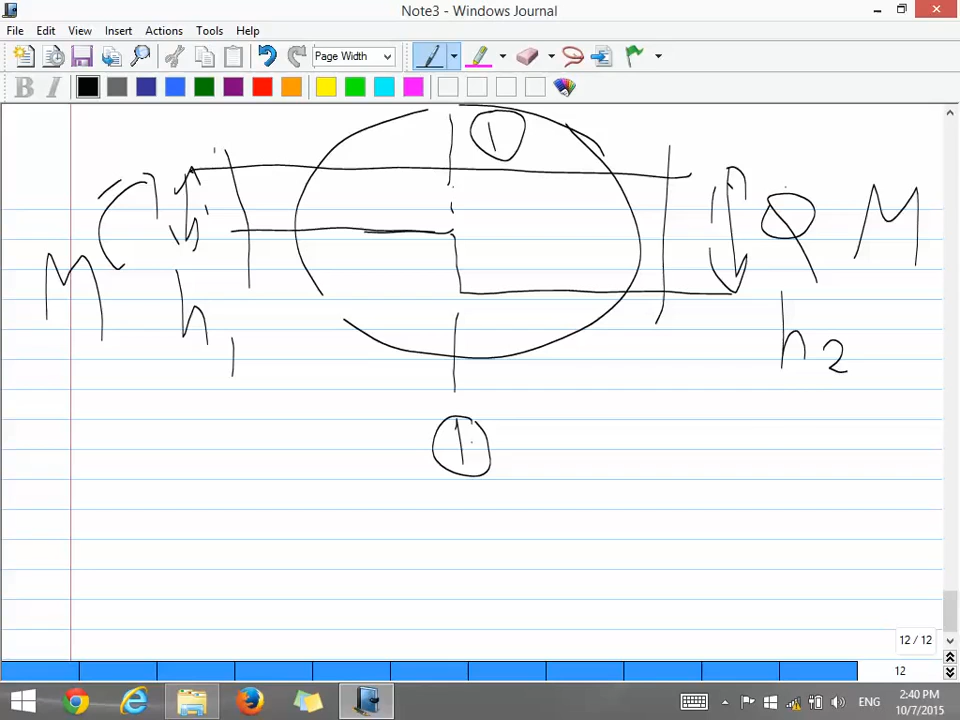 Note3 - Windows Journal
File Edit View Insert Actions Tools Help
Page Width
B I
1
M M
h1 h2
1
12 / 12
12
ENG 2:40 PM
10/7/2015